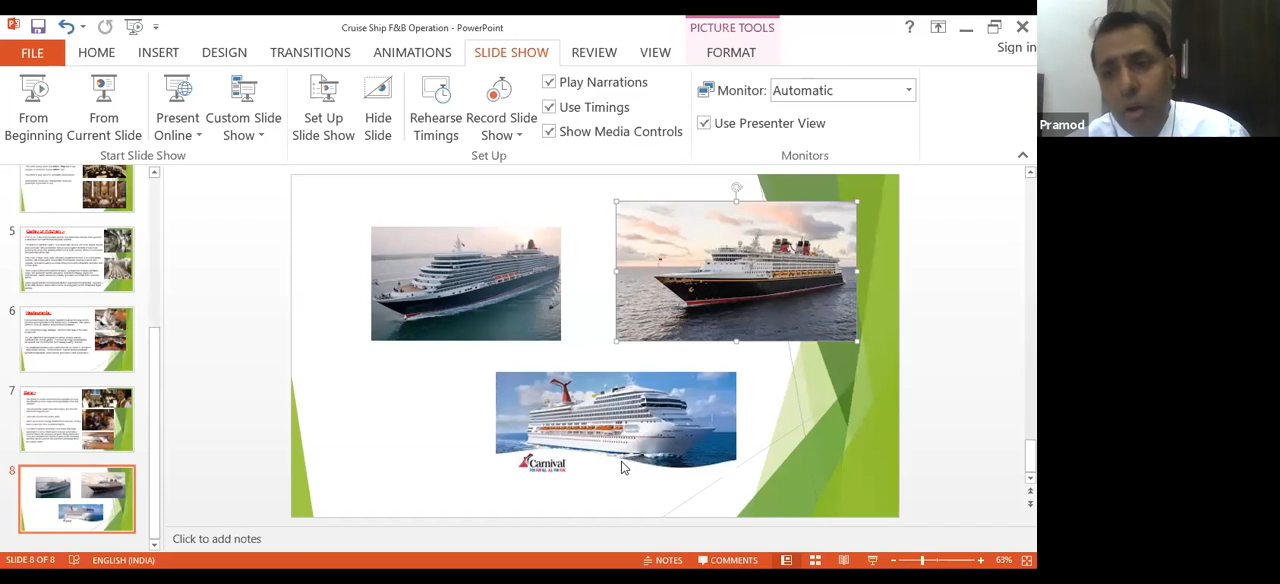 Cruise Ship F&B Operation - PowerPoint
PICTURE TOOLS
?
Sign in
FILE
HOME
INSERT
DESIGN
TRANSITIONS
ANIMATIONS
SLIDE SHOW
REVIEW
VIEW
FORMAT
From Beginning
From Current Slide
Present Online
Custom Slide Show
Set Up Slide Show
Hide Slide
Rehearse Timings
Record Slide Show
Play Narrations
Use Timings
Show Media Controls
Monitor: Automatic
Use Presenter View
Start Slide Show
Set Up
Monitors
Pramod
5
6
7
8
Carnival
Click to add notes
SLIDE 8 OF 8
ENGLISH (INDIA)
NOTES
COMMENTS
63%